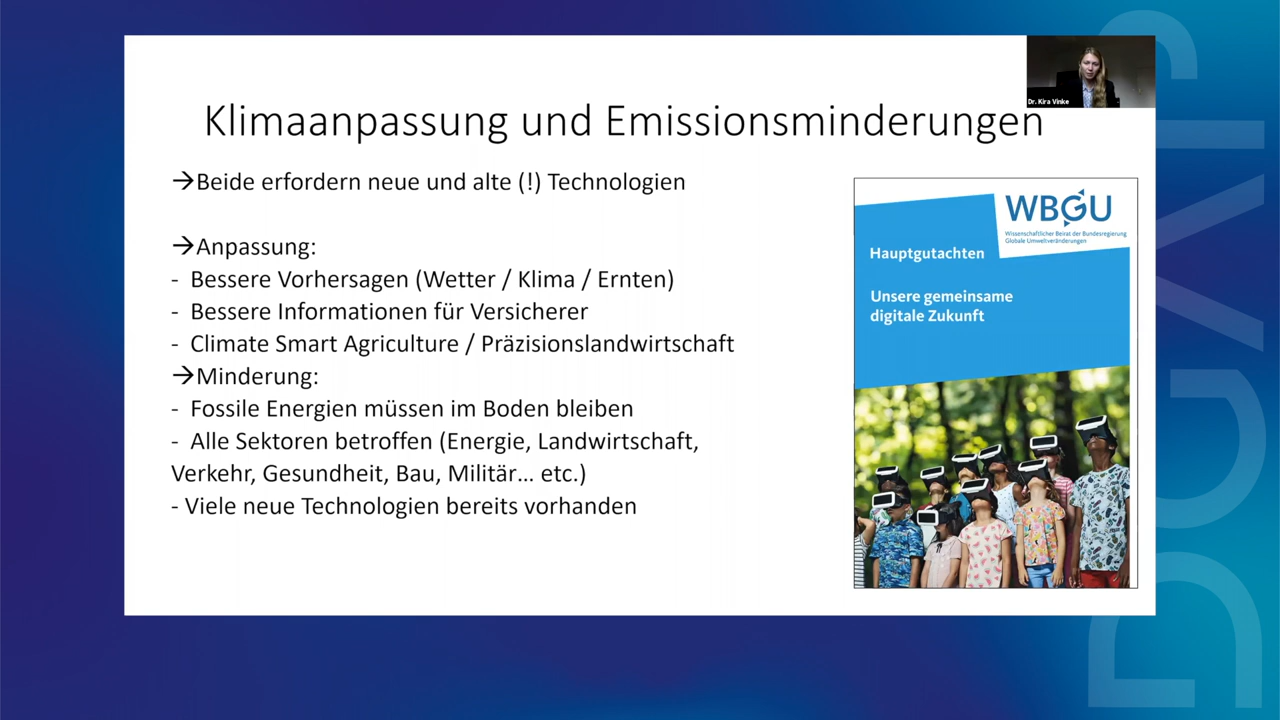 Dr. Kira Vinke
Klimaanpassung und Emissionsminderungen
→Beide erfordern neue und alte (!) Technologien
→Anpassung:
- Bessere Vorhersagen (Wetter / Klima / Ernten)
- Bessere Informationen für Versicherer
- Climate Smart Agriculture / Präzisionslandwirtschaft
→Minderung:
- Fossile Energien müssen im Boden bleiben
- Alle Sektoren betroffen (Energie, Landwirtschaft,
Verkehr, Gesundheit, Bau, Militär... etc.)
- Viele neue Technologien bereits vorhanden
WBGU
Wissenschaftlicher Beirat der Bundesregierung
Globale Umweltveränderungen
Hauptgutachten
Unsere gemeinsame
digitale Zukunft